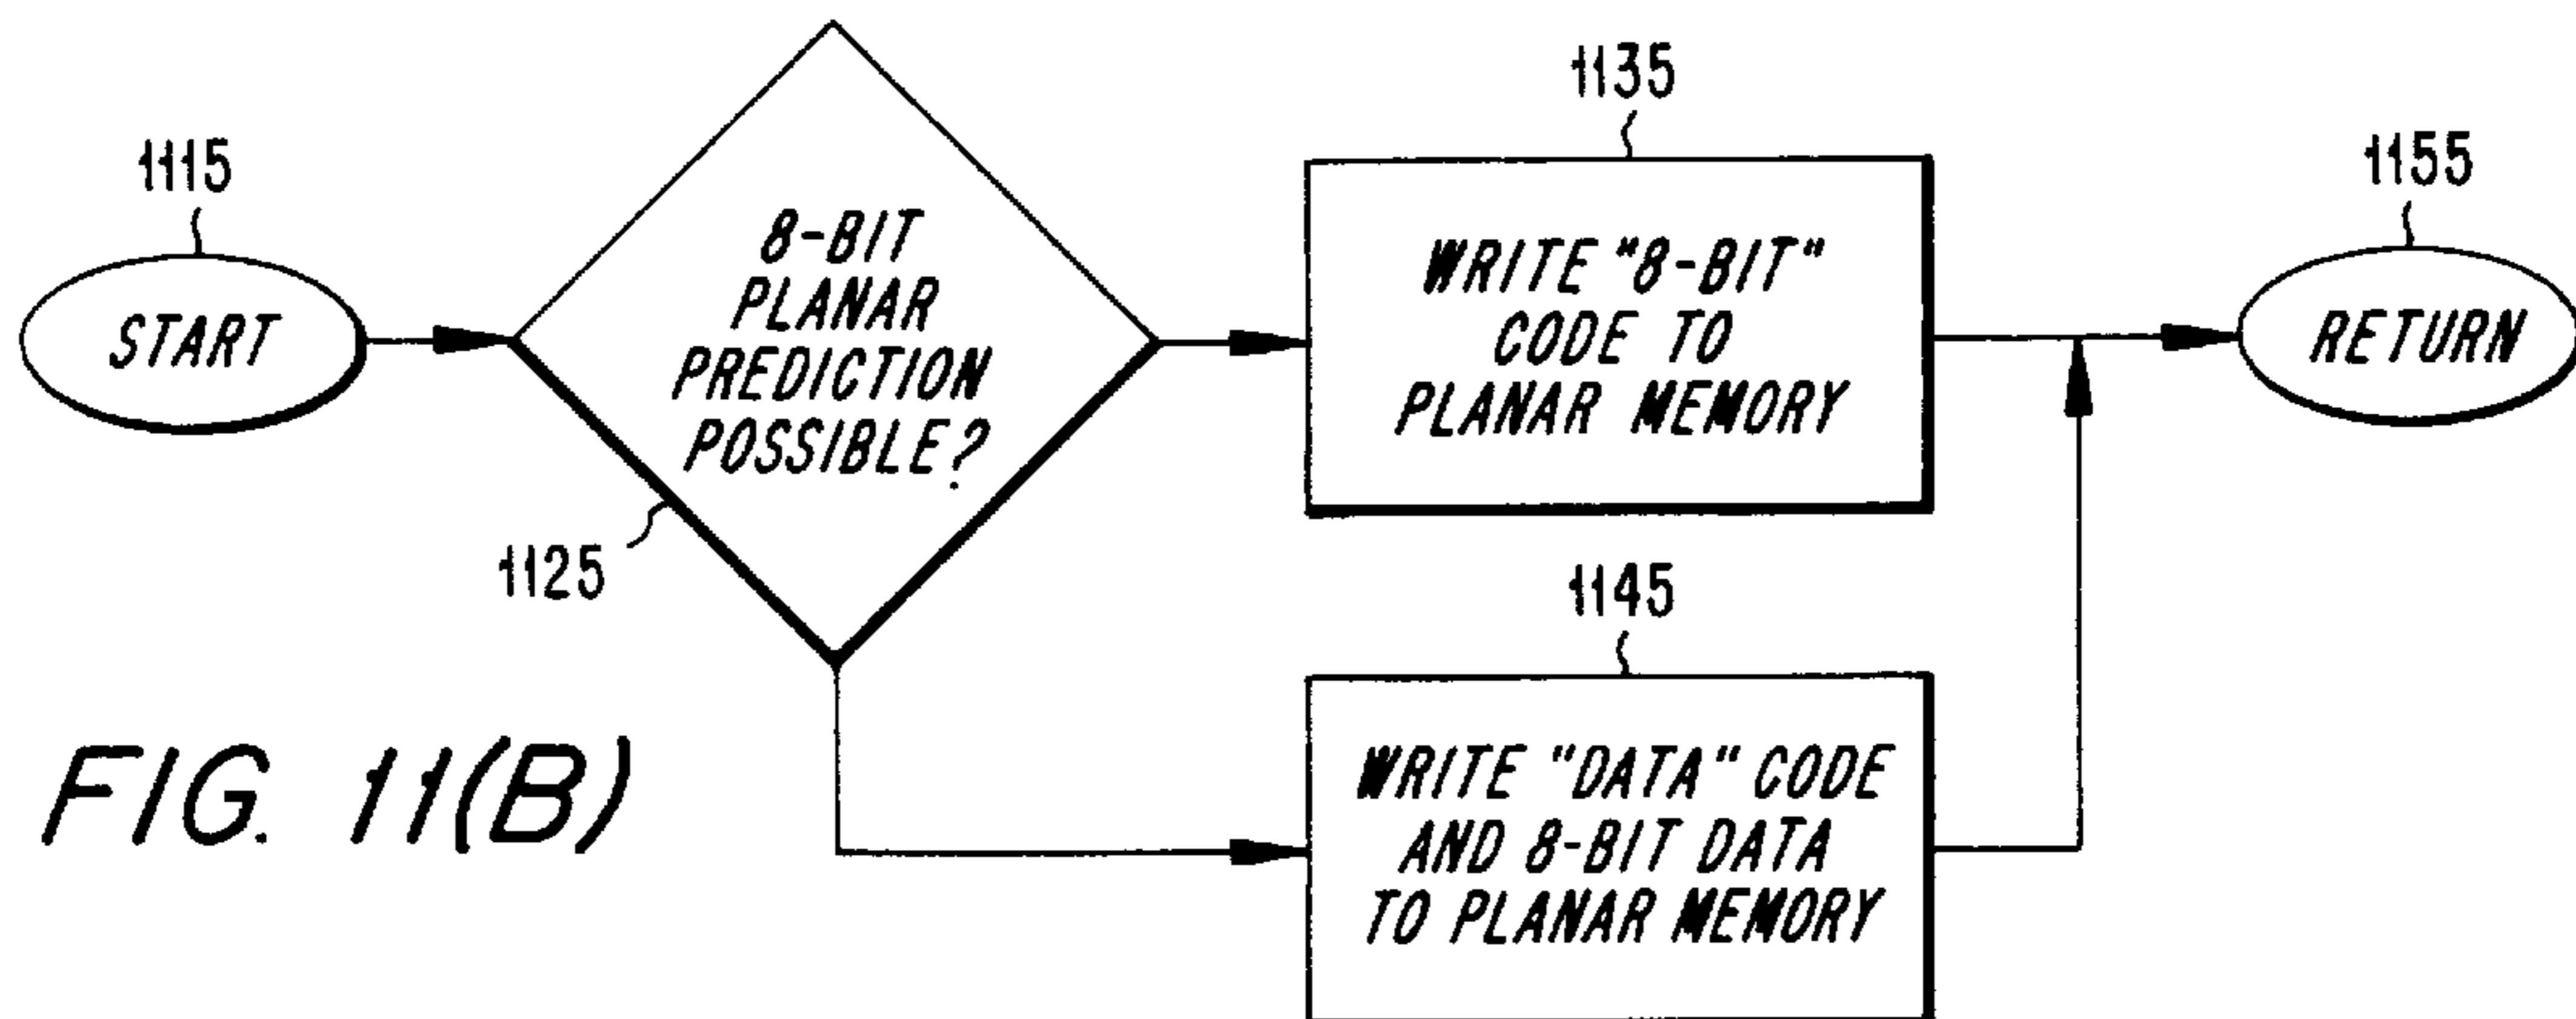 1115
START
8-BIT
PLANAR
PREDICTION
POSSIBLE?
1125
1135
WRITE "8-BIT"
CODE TO
PLANAR MEMORY
1145
WRITE "DATA" CODE
AND 8-BIT DATA
TO PLANAR MEMORY
1155
RETURN
FIG. 11(B)